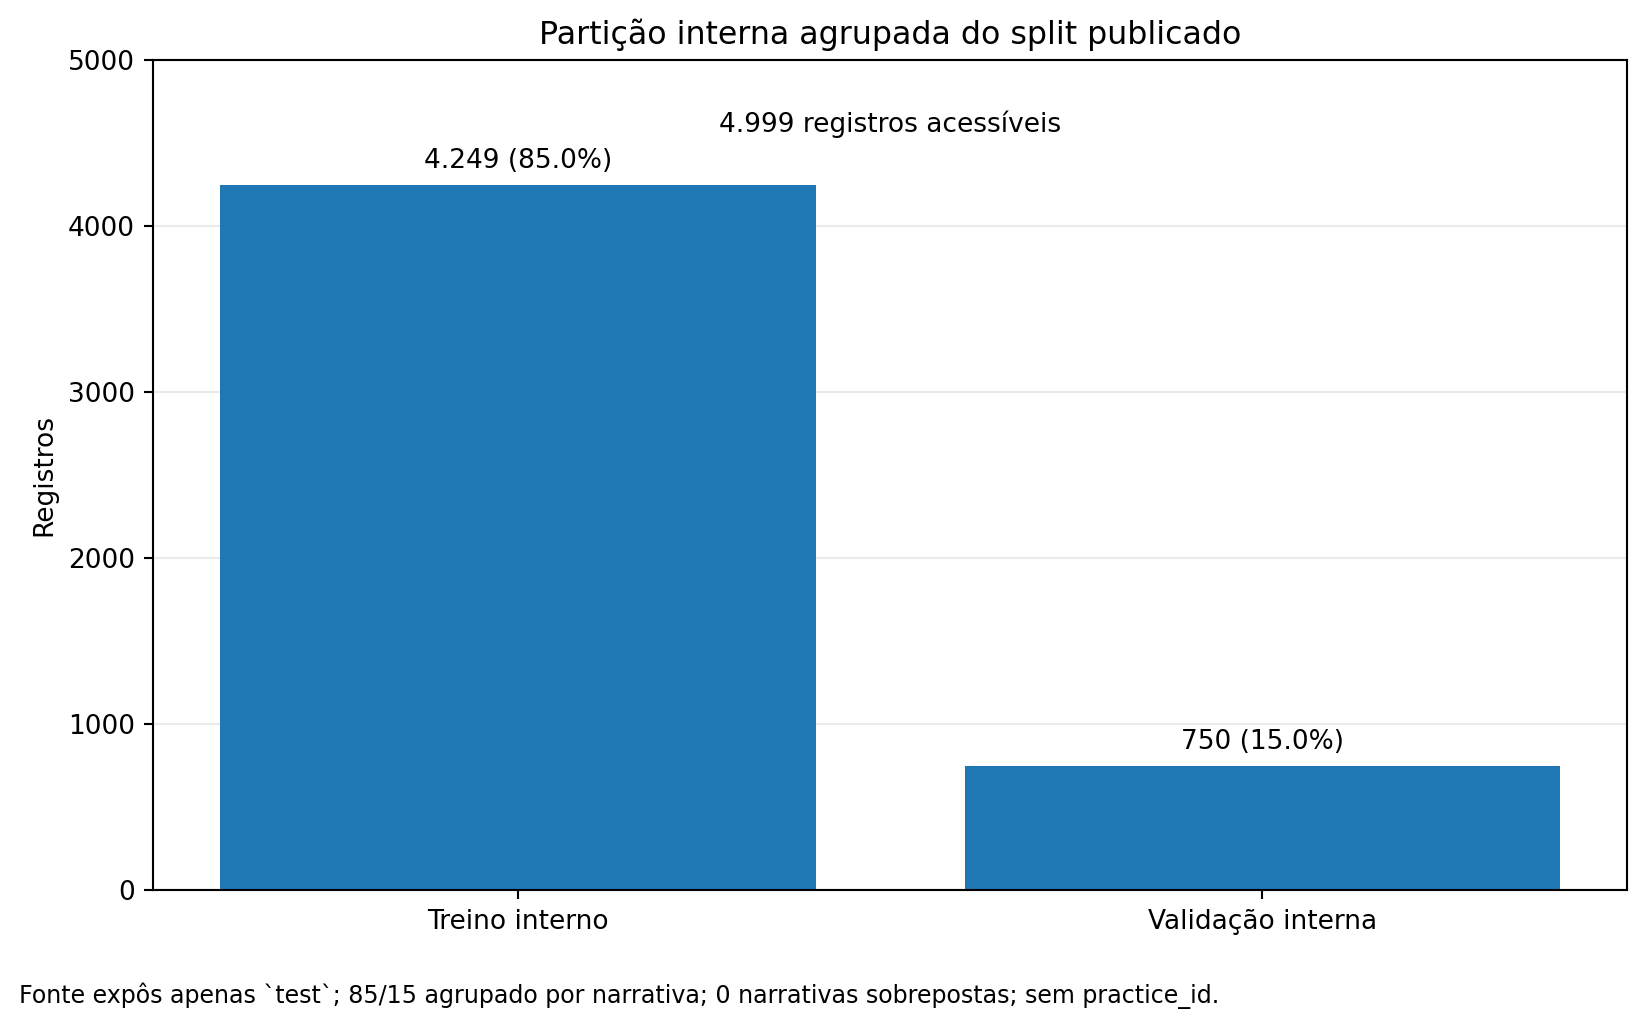 Partição interna agrupada do split publicado
5000
4000
3000
2000
1000
0
Registros
4.999 registros acessíveis
4.249 (85.0%)
750 (15.0%)
Treino interno
Validação interna
Fonte expôs apenas `test`; 85/15 agrupado por narrativa; 0 narrativas sobrepostas; sem practice_id.